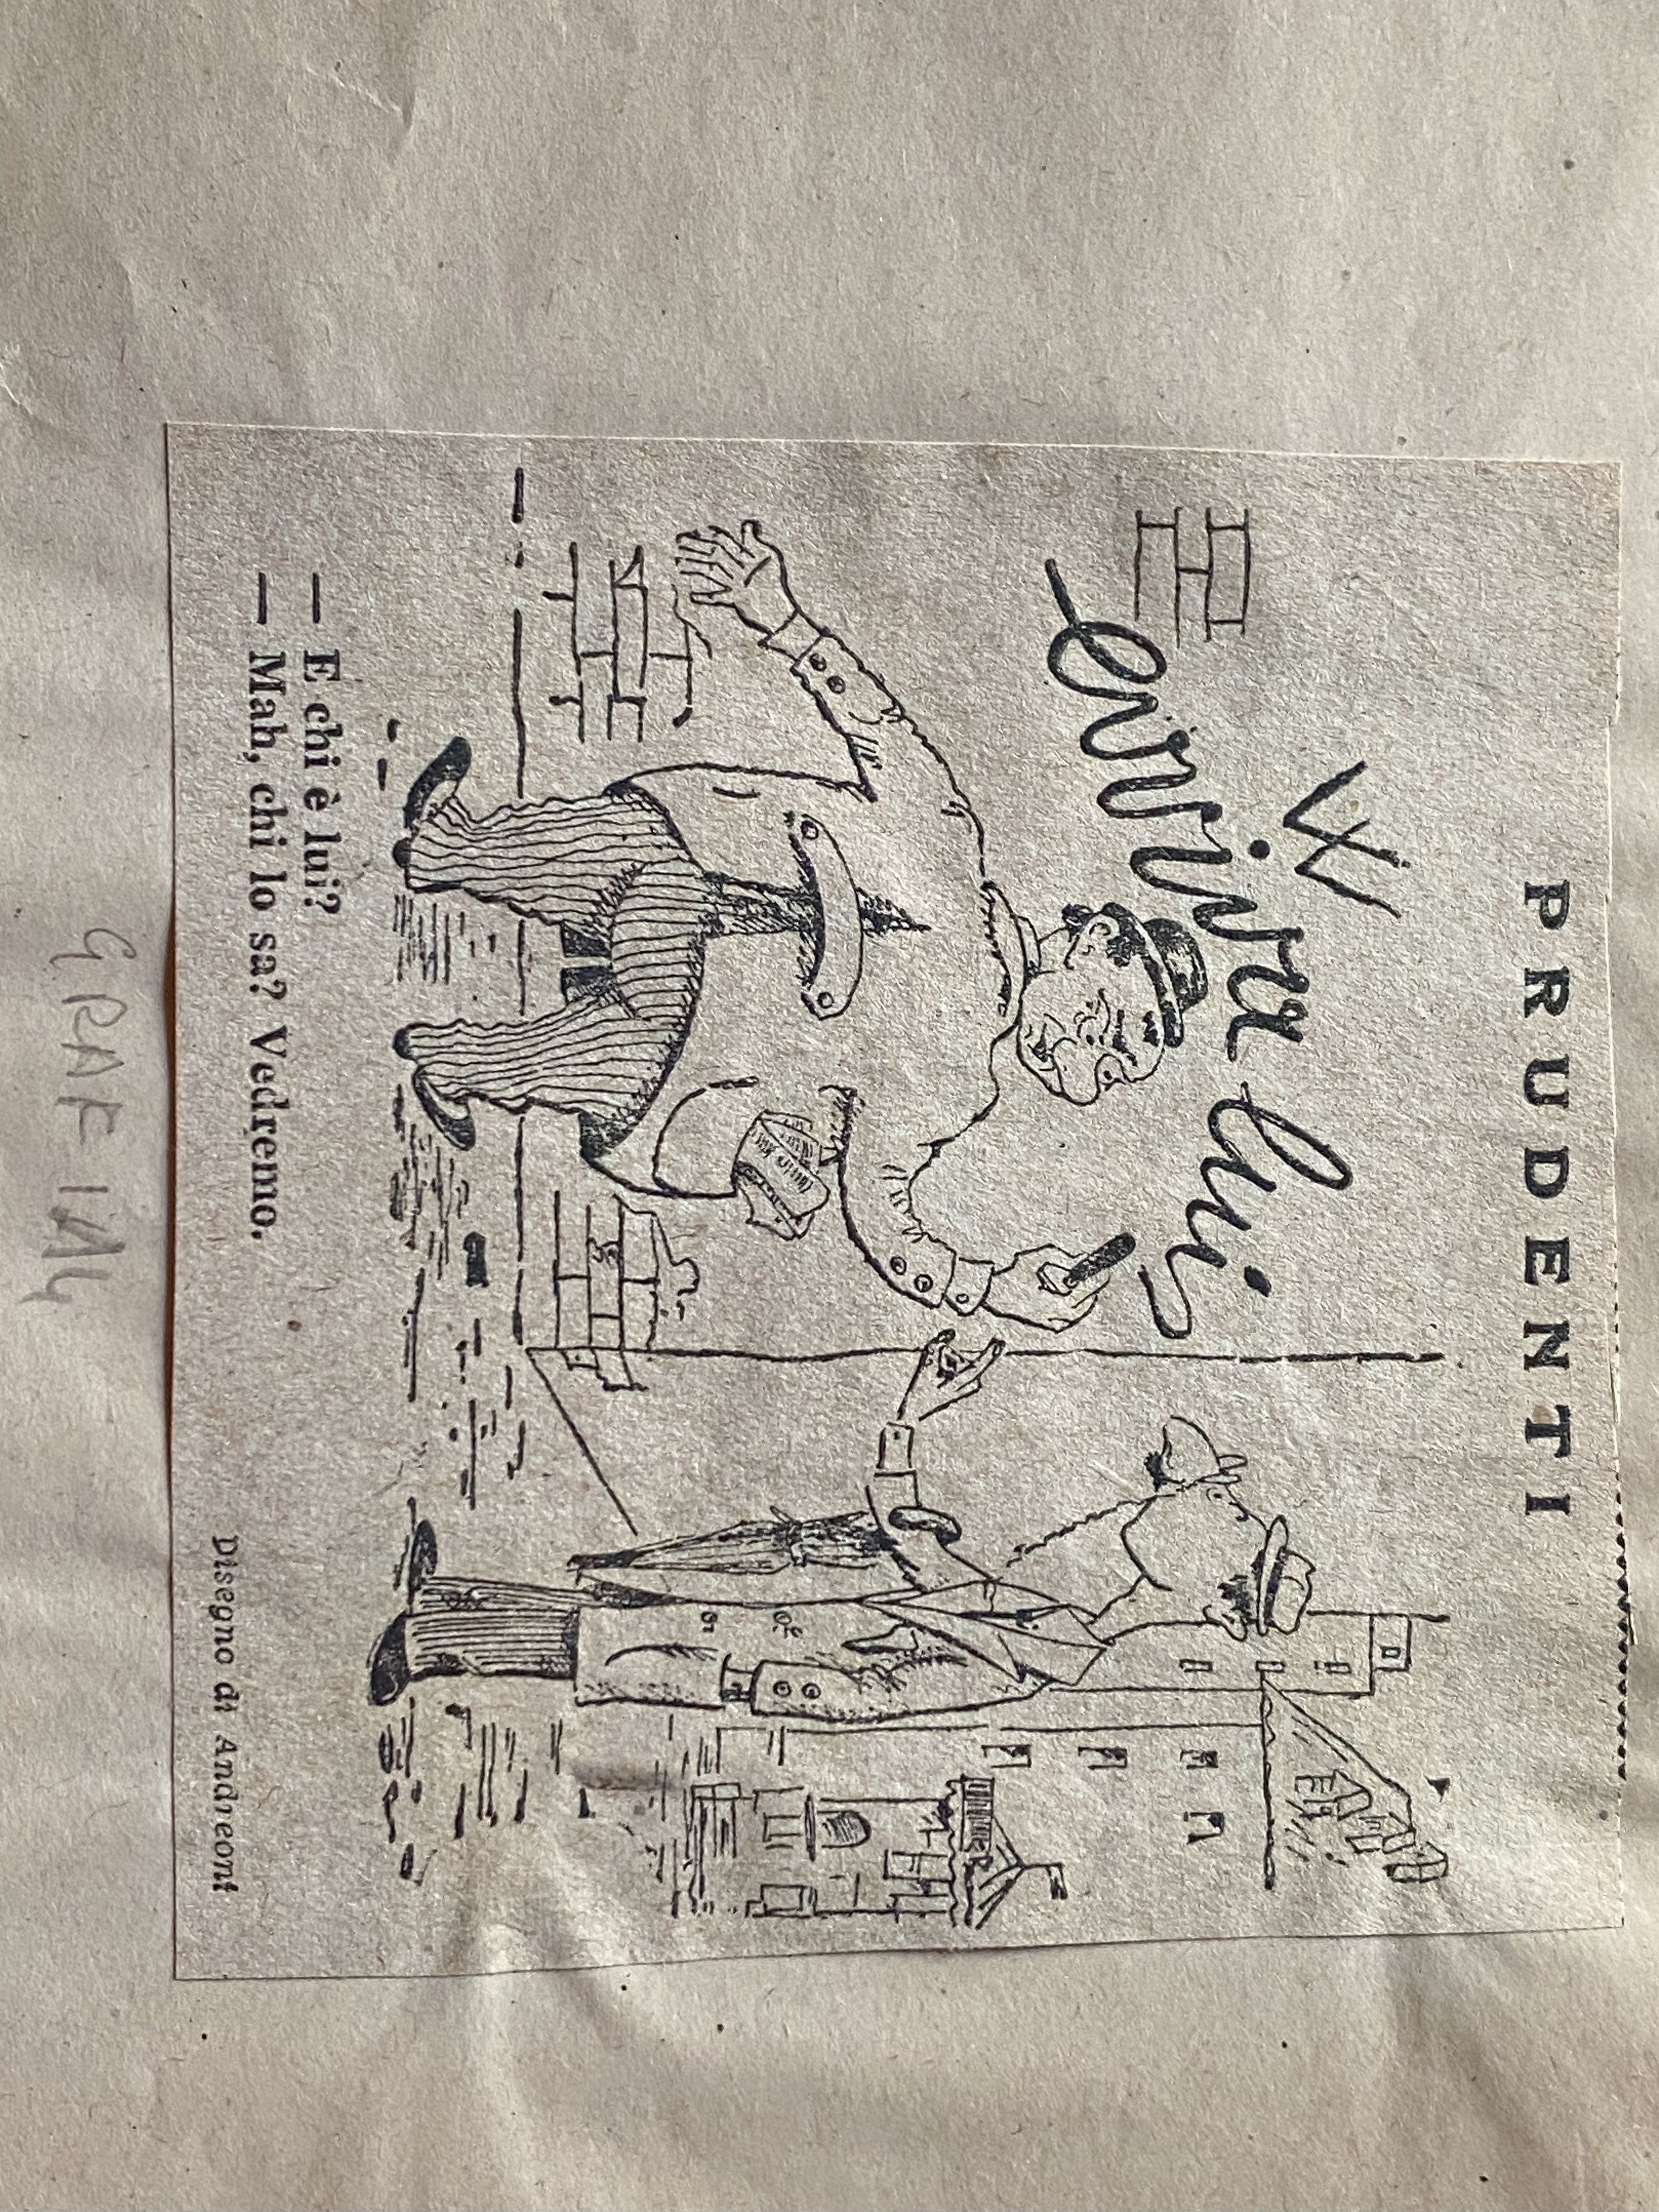 PRUDENTI
W
evviva lui
— E chi è lui?
— Mah, chi lo sa? Vedremo.
Disegno di Andreoni